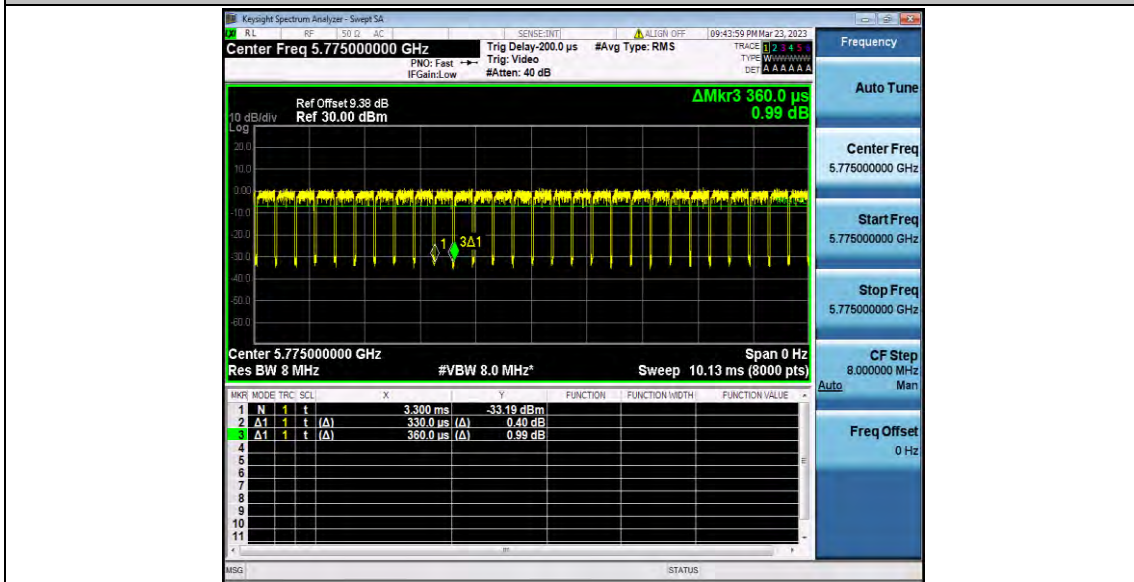 Keysight Spectrum Analyzer - Swept SA
RL RF 50 Ω AC SENSE:INT ALIGN OFF 09:43:59 PM Mar 23, 2023
Center Freq 5.775000000 GHz
PNO: Fast
IFGain:Low
Trig Delay-200.0 µs
Trig: Video
#Atten: 40 dB
#Avg Type: RMS
TRACE 1 2 3 4 5 6
TYPE WWWWWW
DET A A A A A A
ΔMkr3 360.0 µs
0.99 dB
Ref Offset 9.38 dB
10 dB/div Ref 30.00 dBm
Log
20.0
10.0
0.00
-10.0
-20.0
-30.0
-40.0
-50.0
-60.0
1
3Δ1
Center 5.775000000 GHz Span 0 Hz
Res BW 8 MHz #VBW 8.0 MHz* Sweep 10.13 ms (8000 pts)
MKR MODE TRC SCL X Y FUNCTION FUNCTION WIDTH FUNCTION VALUE
1 N 1 t 3.300 ms -33.19 dBm
2 Δ1 1 t (Δ) 330.0 µs (Δ) 0.40 dB
3 Δ1 1 t (Δ) 360.0 µs (Δ) 0.99 dB
4
5
6
7
8
9
10
11
MSG STATUS
Frequency
Auto Tune
Center Freq
5.775000000 GHz
Start Freq
5.775000000 GHz
Stop Freq
5.775000000 GHz
CF Step
8.000000 MHz
Auto Man
Freq Offset
0 Hz